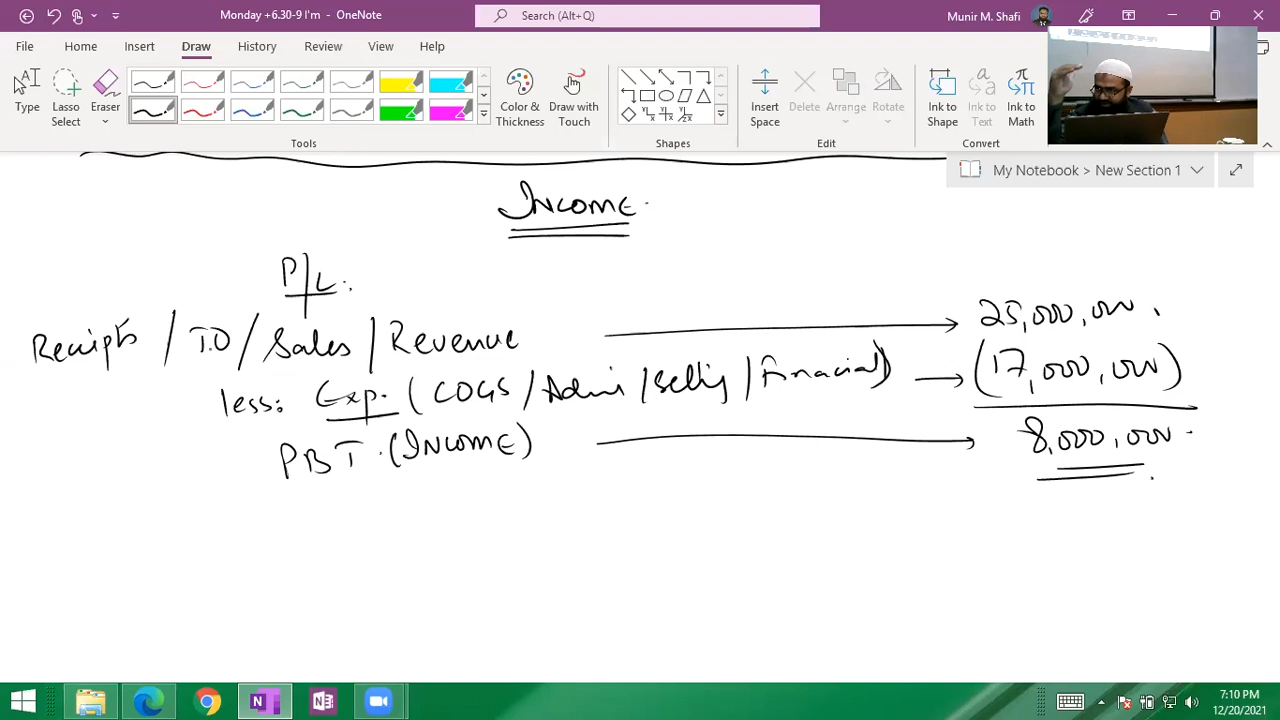 Monday +6.30-9 I'm - OneNote
Search (Alt+Q)
Munir M. Shafi
File Home Insert Draw History Review View Help
Type
Lasso Select
Eraser
Color & Thickness
Draw with Touch
Insert Space
Delete
Arrange
Rotate
Ink to Shape
Ink to Text
Ink to Math
Tools
Shapes
Edit
Convert
My Notebook > New Section 1
INCOME
P/L
Receipts / T.O / Sales / Revenue 25,000,000
less: Exp. (COGS / Admin / Selling / Finacial) (17,000,000)
PBT. (INCOME) 8,000,000
7:10 PM
12/20/2021